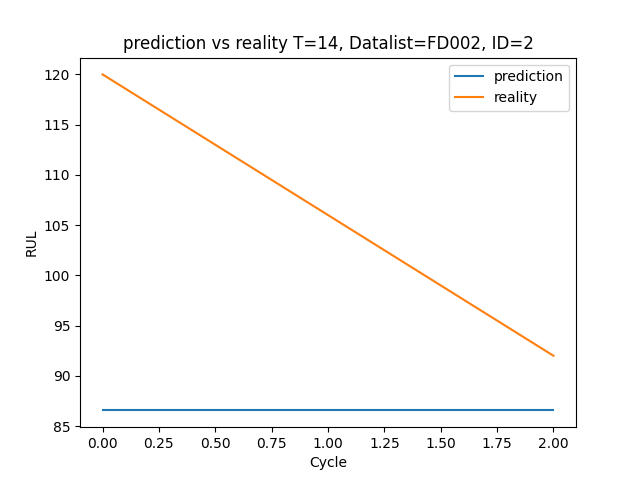 prediction vs reality T=14, Datalist=FD002, ID=2
prediction
reality
120
115
110
105
100
95
90
85
RUL
0.00 0.25 0.50 0.75 1.00 1.25 1.50 1.75 2.00
Cycle